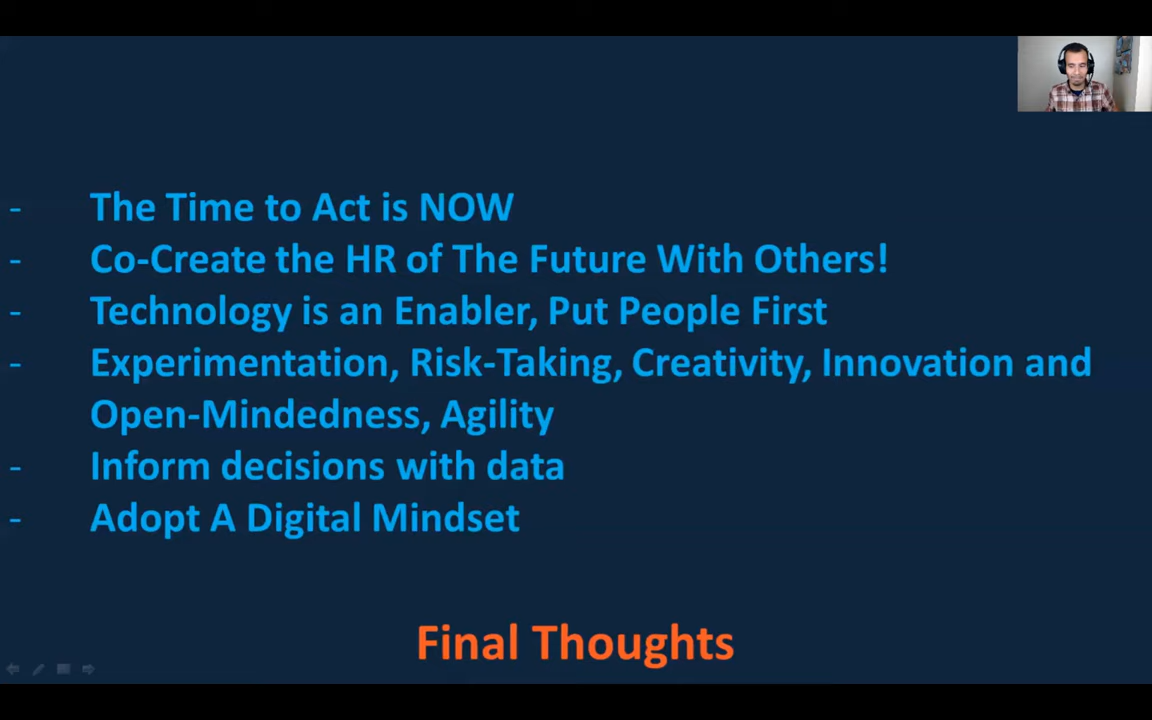 - The Time to Act is NOW
- Co-Create the HR of The Future With Others!
- Technology is an Enabler, Put People First
- Experimentation, Risk-Taking, Creativity, Innovation and
Open-Mindedness, Agility
- Inform decisions with data
- Adopt A Digital Mindset
Final Thoughts